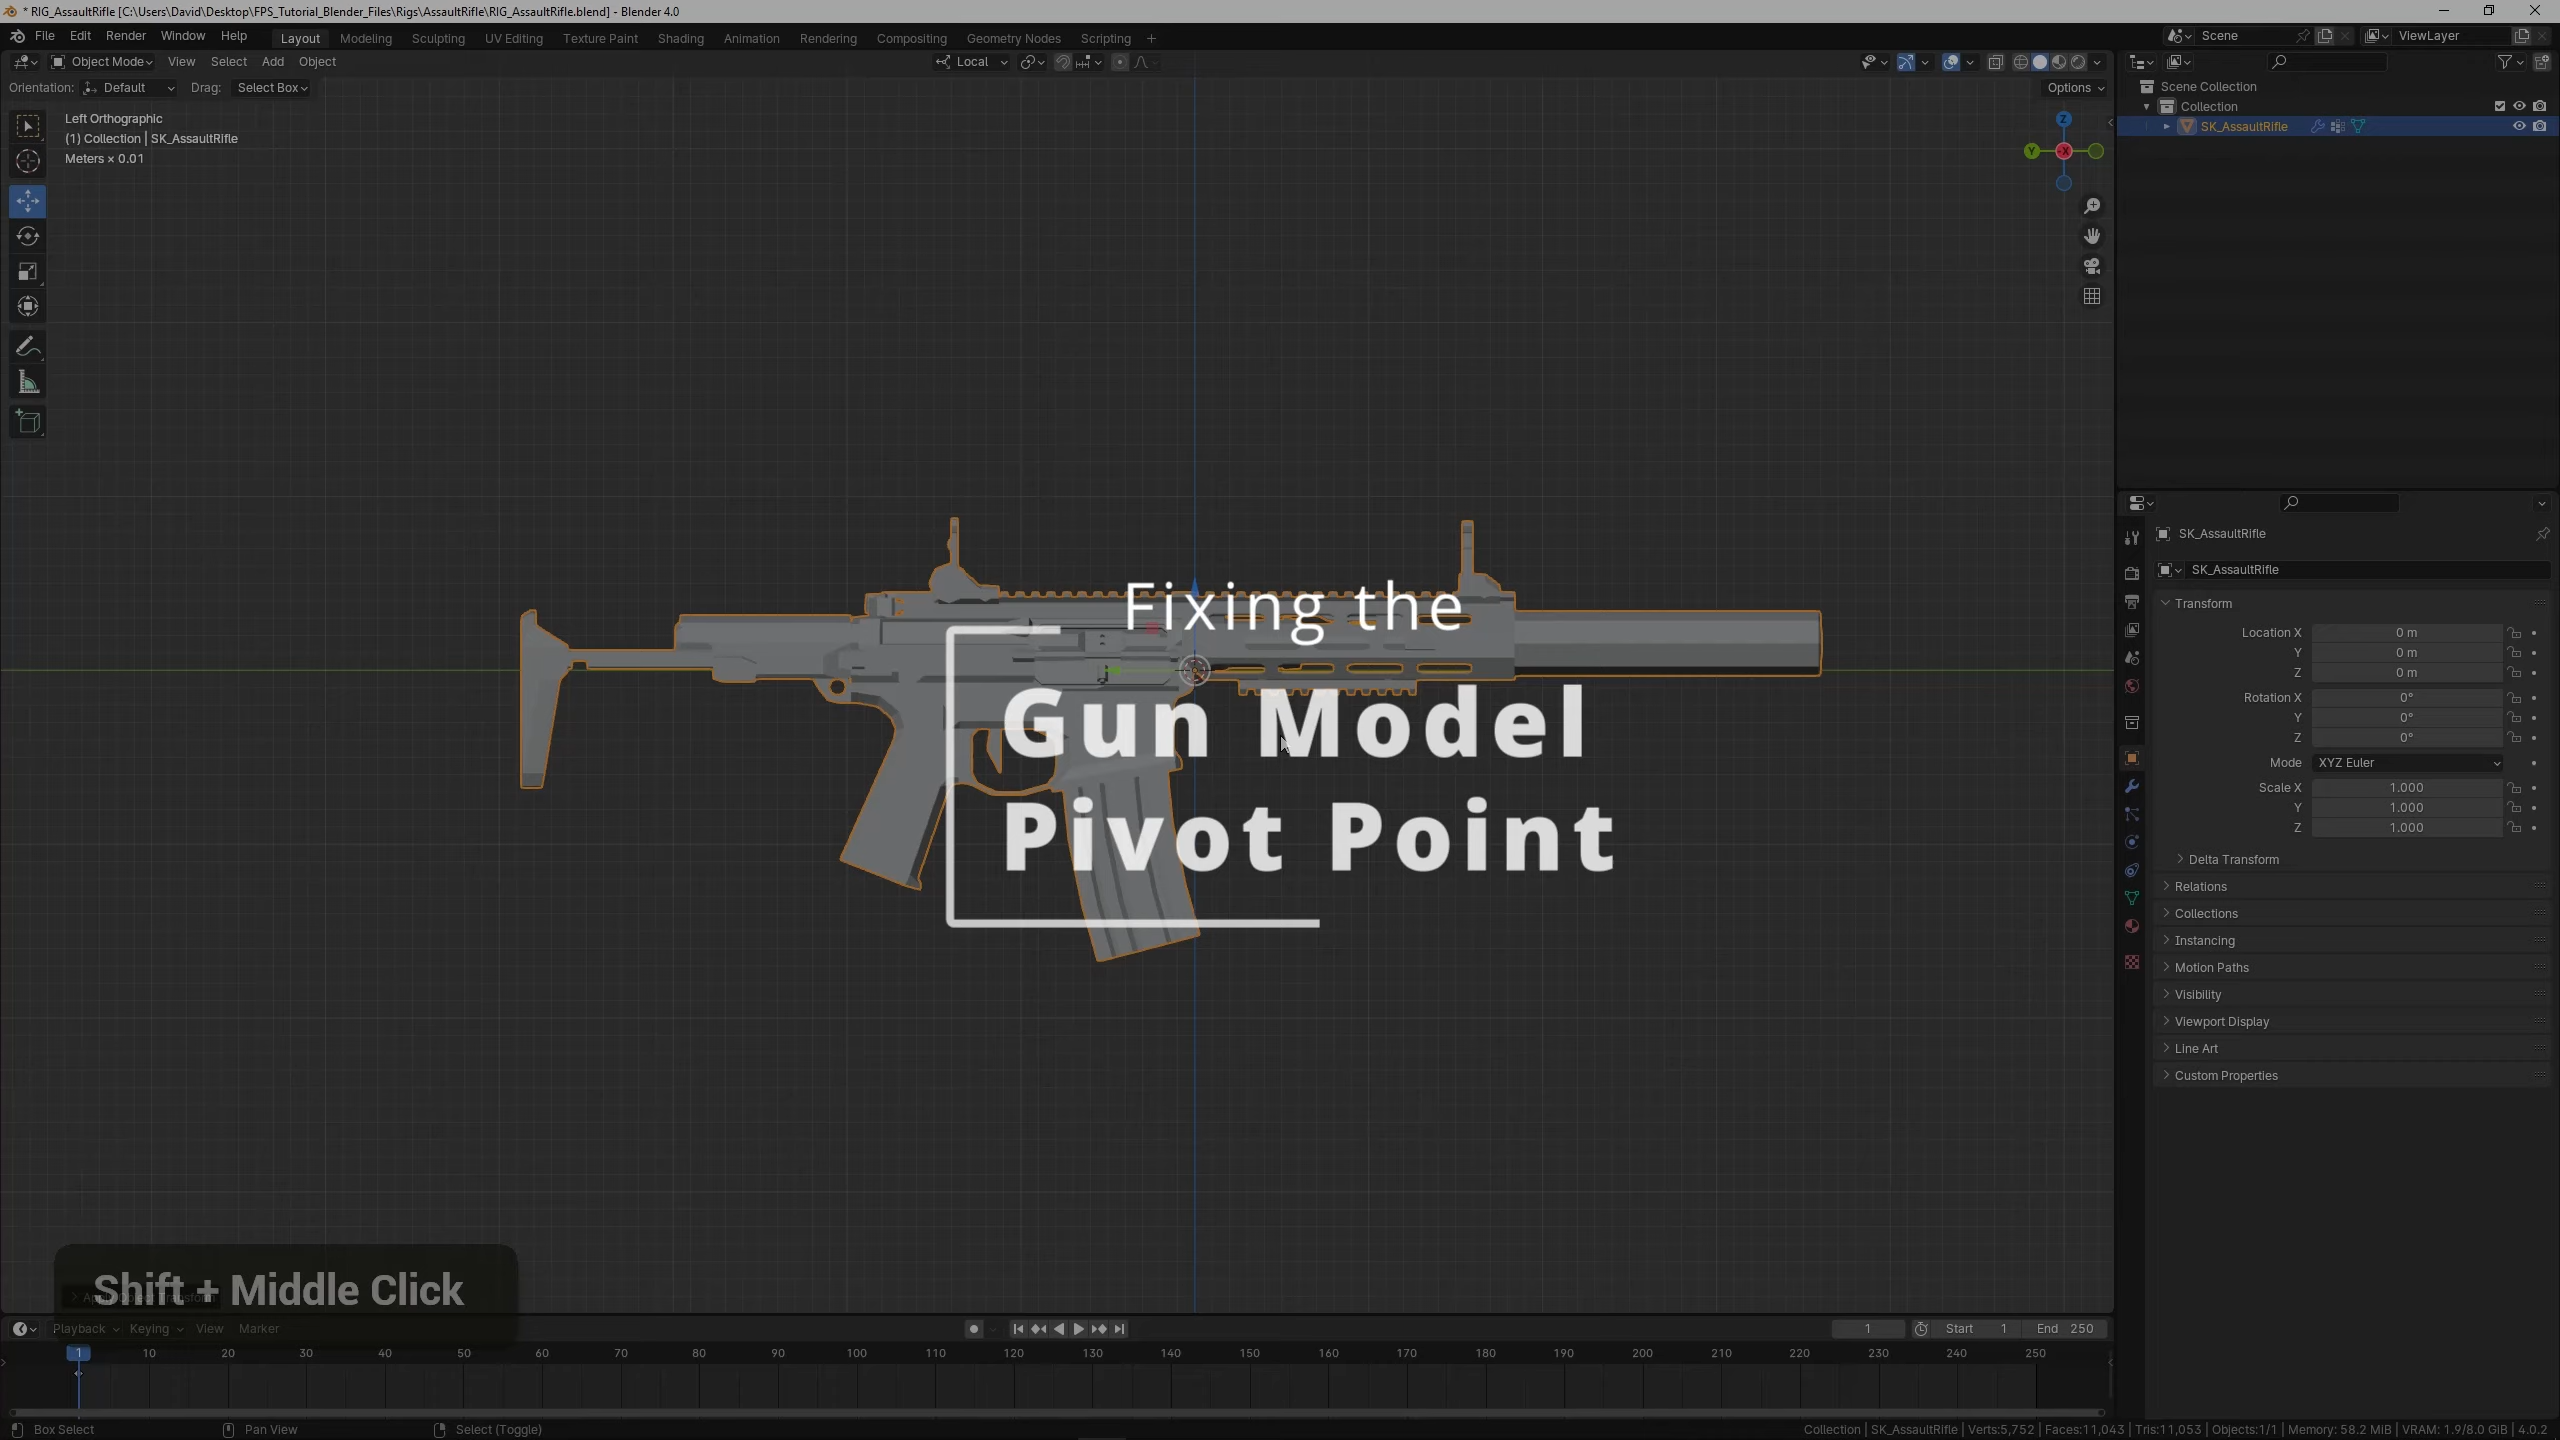 * RIG_AssaultRifle [C:\Users\David\Desktop\FPS_Tutorial_Blender_Files\Rigs\AssaultRifle\RIG_AssaultRifle.blend] - Blender 4.0
File Edit Render Window Help Layout Modeling Sculpting UV Editing Texture Paint Shading Animation Rendering Compositing Geometry Nodes Scripting + Scene ViewLayer
Object Mode View Select Add Object Local
Orientation: Default Drag: Select Box Options
Left Orthographic
(1) Collection | SK_AssaultRifle
Meters × 0.01
Z
Y
-X
Scene Collection
Collection
SK_AssaultRifle
Fixing the
Gun Model
Pivot Point
SK_AssaultRifle
SK_AssaultRifle
Transform
Location X 0 m
Y 0 m
Z 0 m
Rotation X 0°
Y 0°
Z 0°
Mode XYZ Euler
Scale X 1.000
Y 1.000
Z 1.000
Delta Transform
Relations
Collections
Instancing
Motion Paths
Visibility
Viewport Display
Line Art
Custom Properties
Shift + Middle Click
Playback Keying View Marker 1 Start 1 End 250
1 10 20 30 40 50 60 70 80 90 100 110 120 130 140 150 160 170 180 190 200 210 220 230 240 250
Box Select Pan View Select (Toggle) Collection | SK_AssaultRifle | Verts:5,752 | Faces:11,043 | Tris:11,053 | Objects:1/1 | Memory: 58.2 MiB | VRAM: 1.9/8.0 GiB | 4.0.2